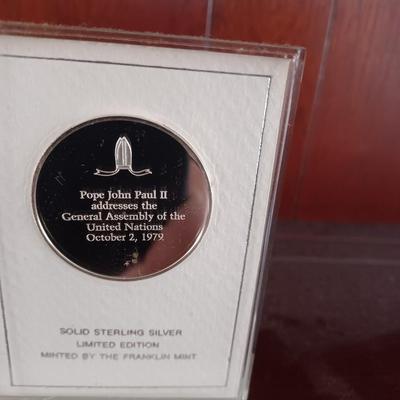 Pope John Paul II
addresses the
General Assembly of the
United Nations
October 2, 1979
SOLID STERLING SILVER
LIMITED EDITION
MINTED BY THE FRANKLIN MINT